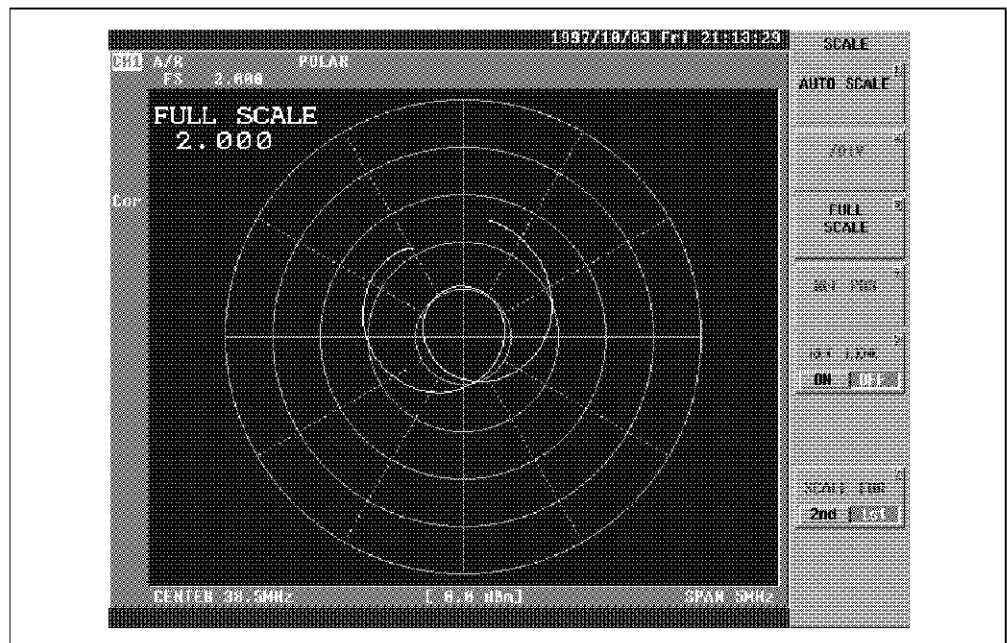 1997/10/03 Fri 21:13:29
CH1 A/R POLAR
FS 2.000
FULL SCALE
2.000
Cor
CENTER 38.5MHz [ 0.0 dBm] SPAN 5MHz
SCALE
AUTO SCALE
/DIV
FULL
SCALE
ON OFF
2nd 1st